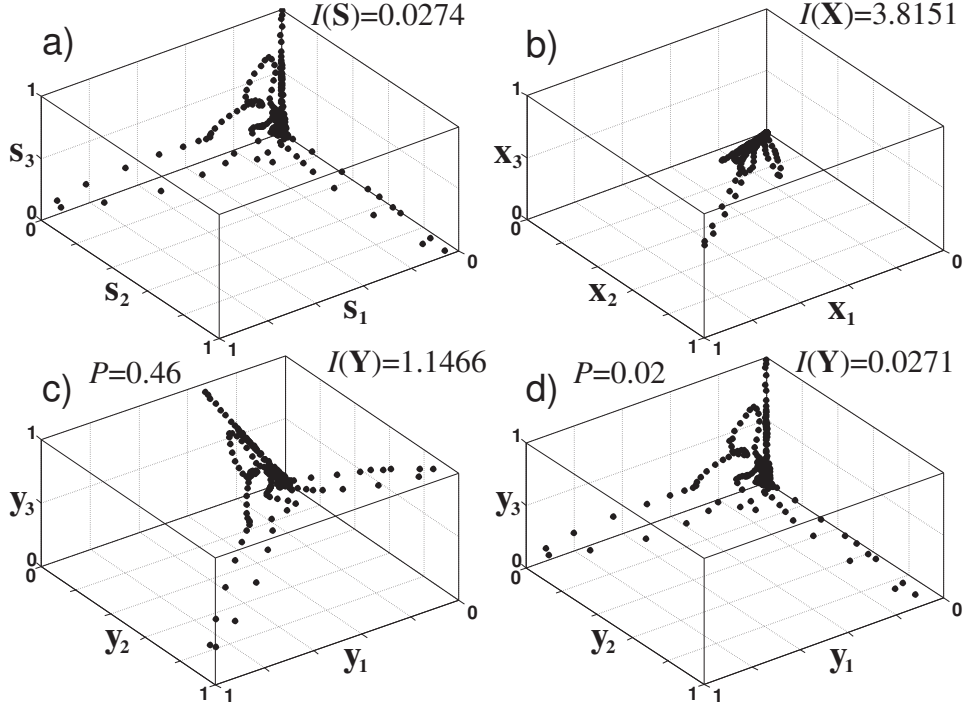 a)
I(S)=0.0274
1
s3
0
0
s2
1
1
s1
0
b)
I(X)=3.8151
1
x3
0
0
x2
1
1
x1
0
c)
P=0.46
I(Y)=1.1466
1
y3
0
0
y2
1
1
y1
0
d)
P=0.02
I(Y)=0.0271
1
y3
0
0
y2
1
1
y1
0